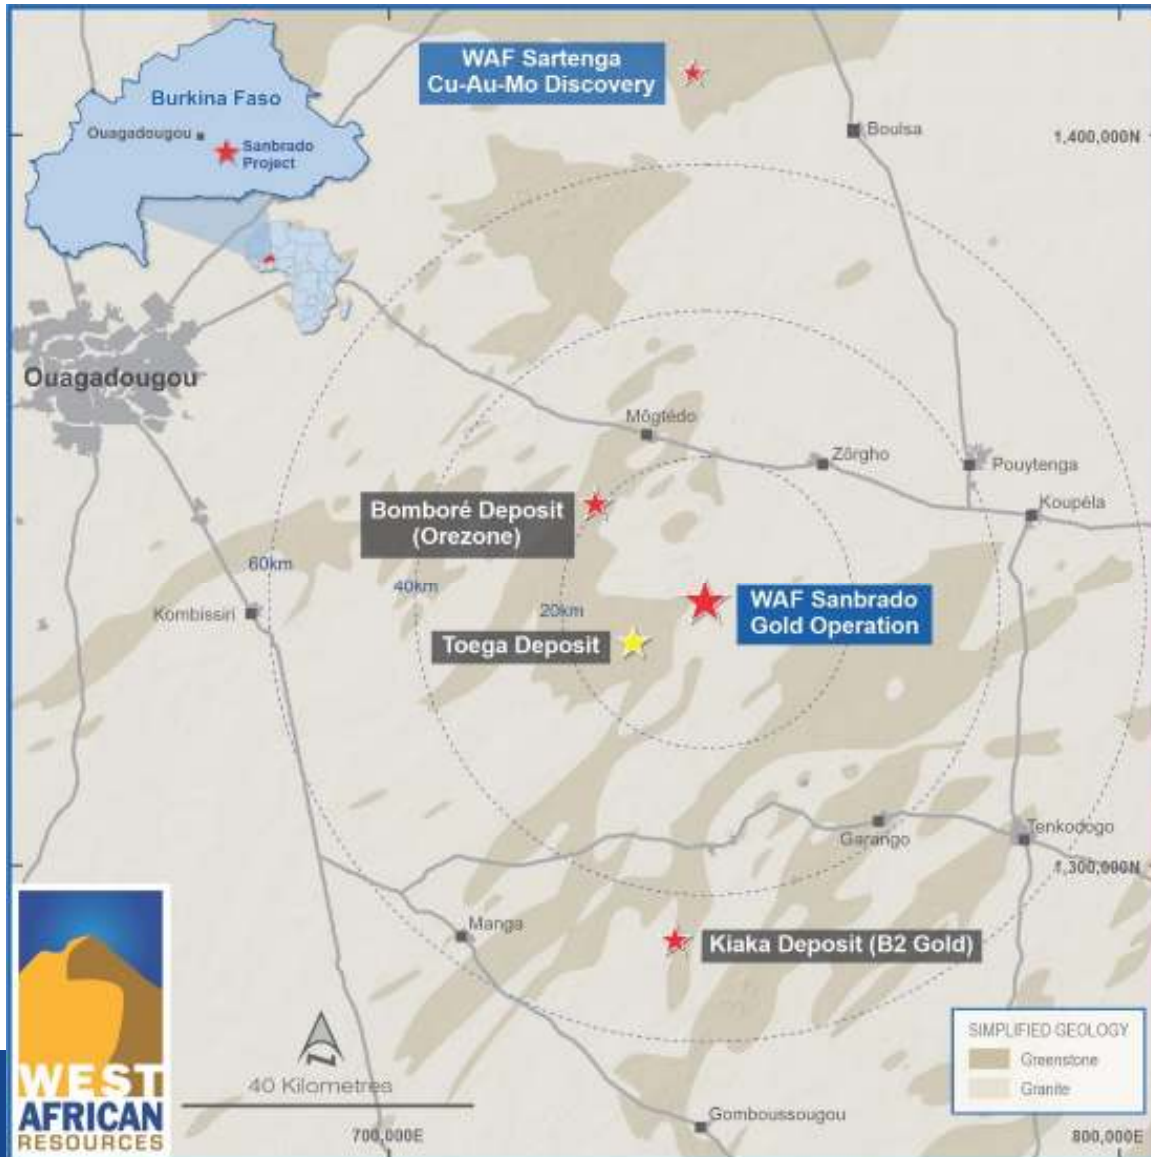 WAF Sartenga
Cu-Au-Mo Discovery
Burkina Faso
Ouagadougou
Sanbrado
Project
Boulsa
1,400,000N
Ouagadougou
Môgtédo
Zôrgho
Pouytenga
Koupéla
Bomboré Deposit
(Orezone)
60km
40km
20km
Kombissiri
WAF Sanbrado
Gold Operation
Toega Deposit
Garango
Tenkodogo
1,300,000N
Manga
Kiaka Deposit (B2 Gold)
SIMPLIFIED GEOLOGY
Greenstone
Granite
N
40 Kilometres
WEST
AFRICAN
RESOURCES
Gomboussougou
700,000E
800,000E